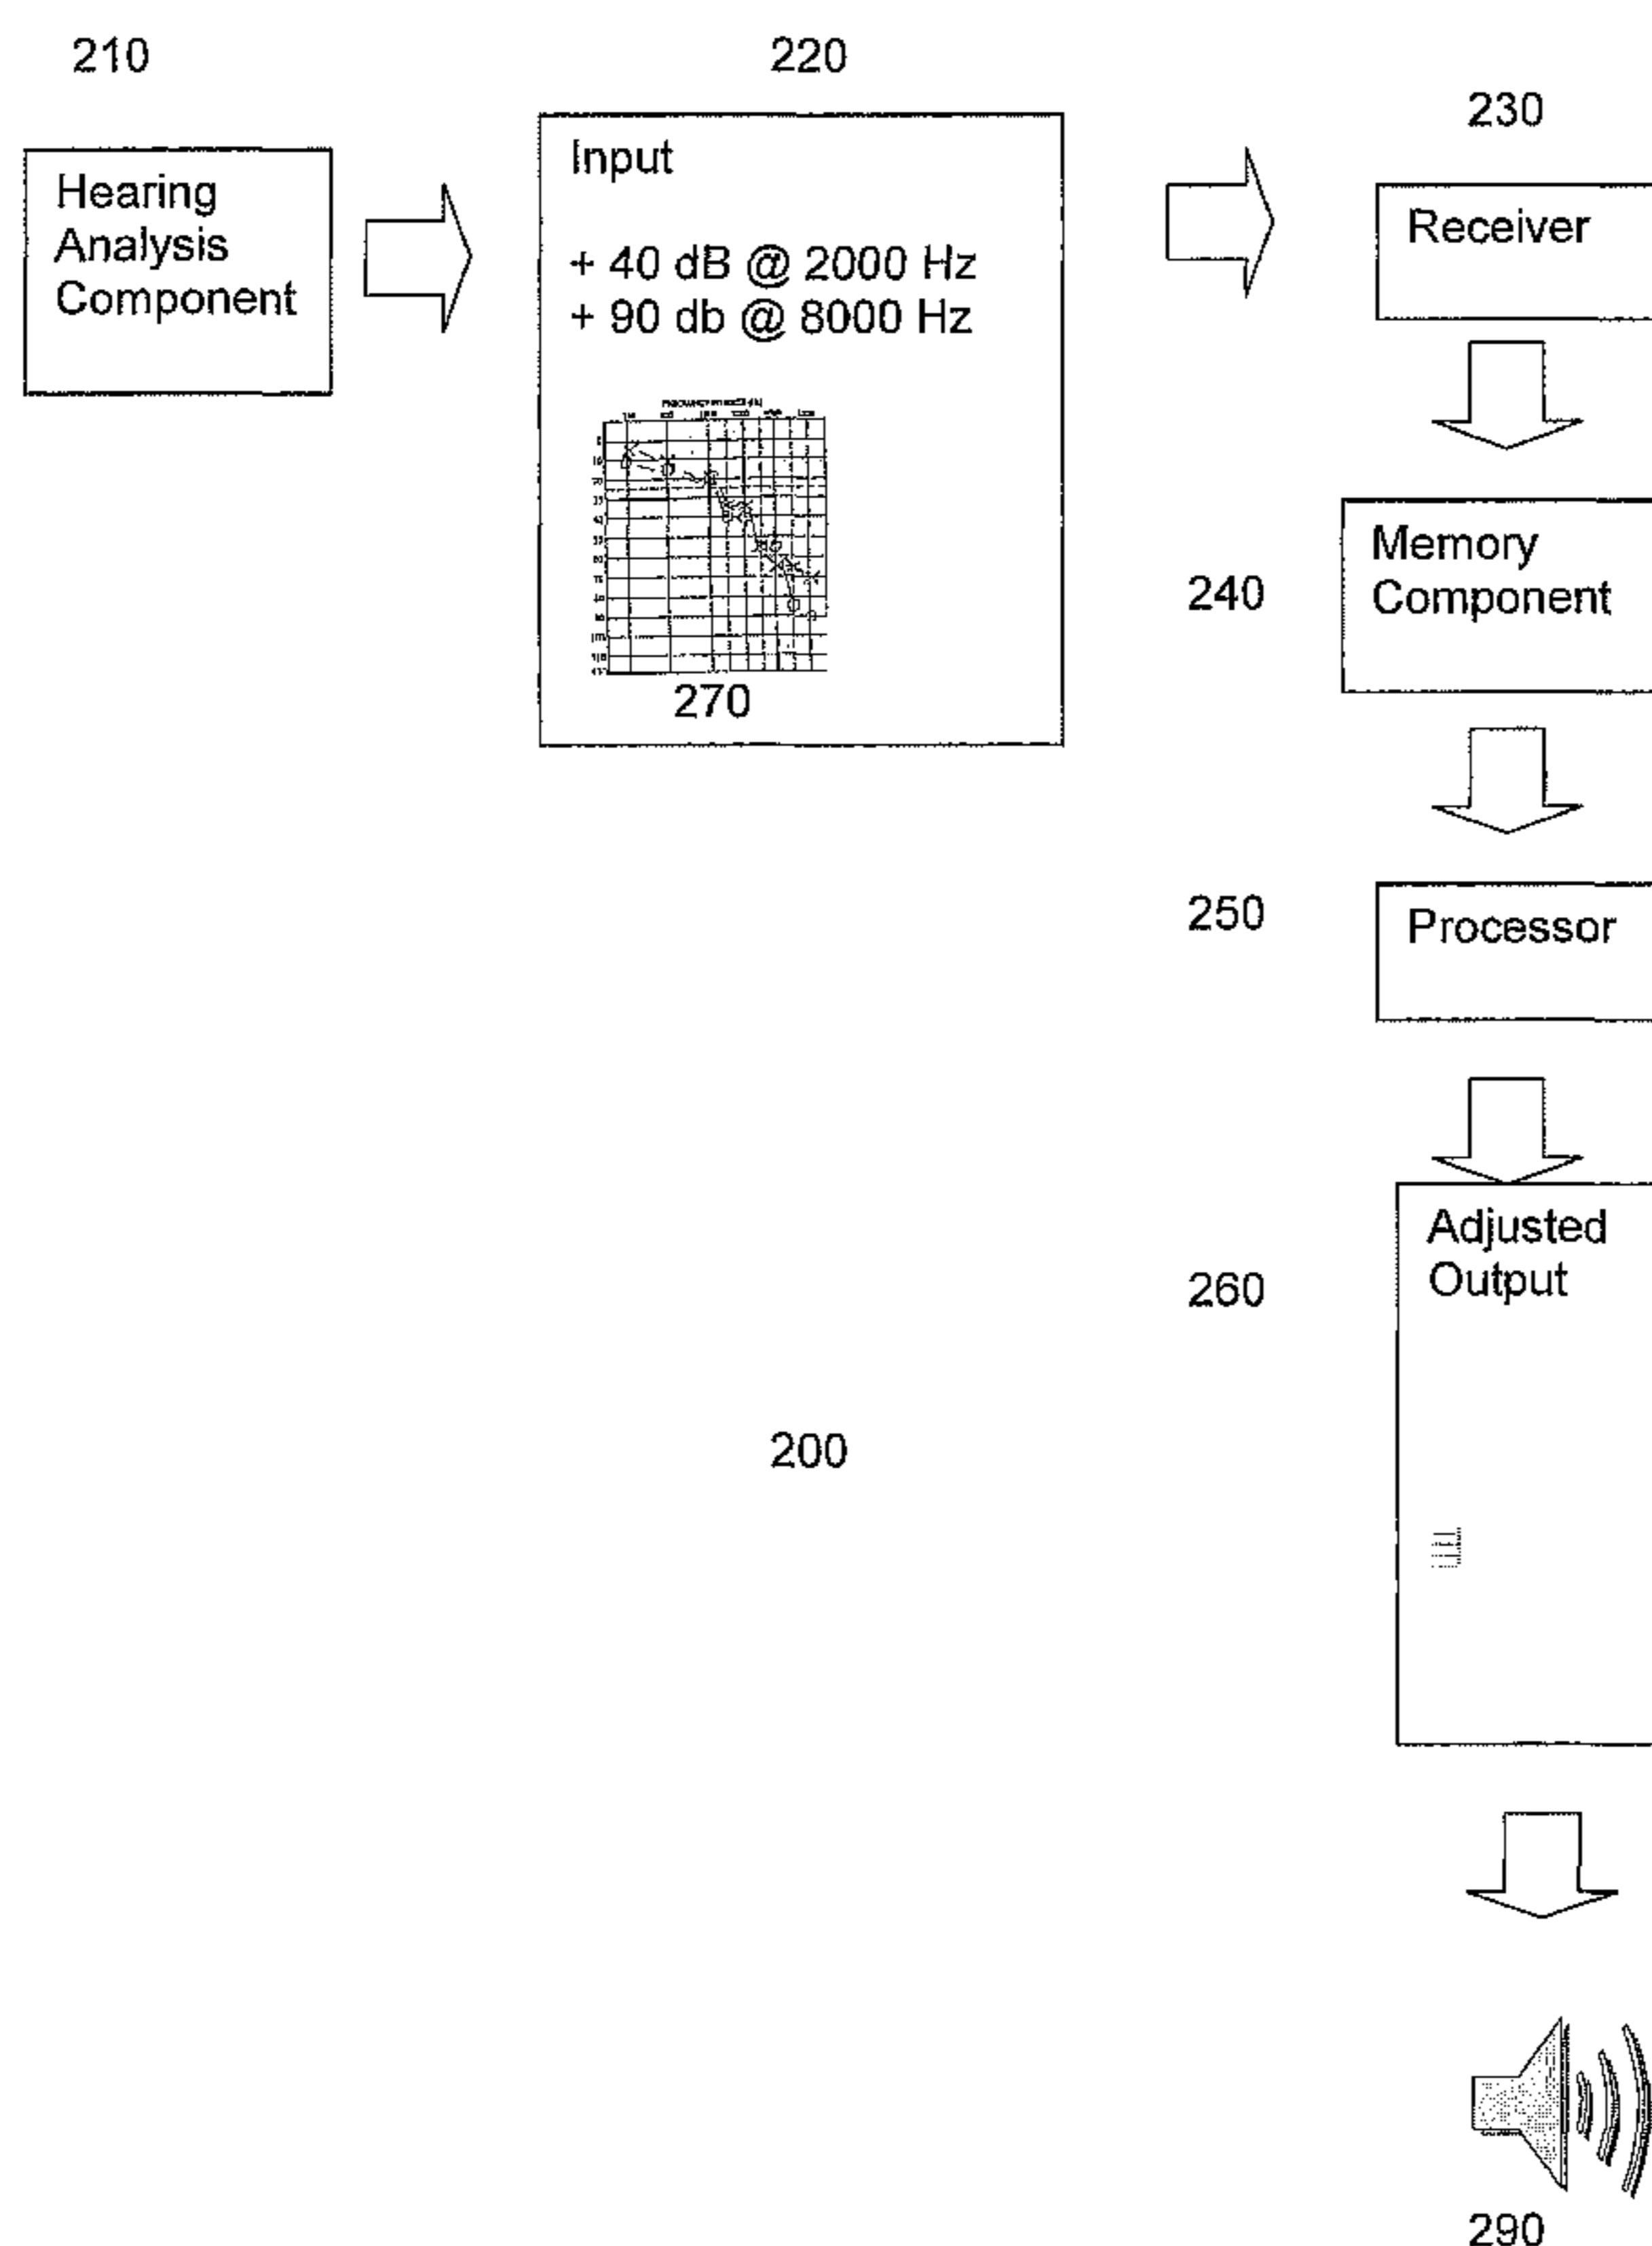 210
220
230
Hearing
Analysis
Component
Input
+ 40 dB @ 2000 Hz
+ 90 db @ 8000 Hz
270
Receiver
240
Memory
Component
250
Processor
260
Adjusted
Output
200
290